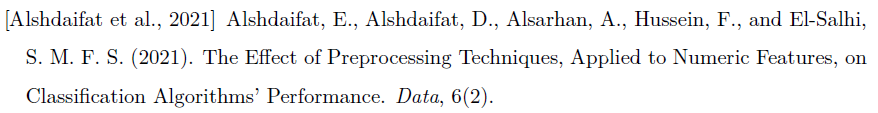 [Alshdaifat et al., 2021] Alshdaifat, E., Alshdaifat, D., Alsarhan, A., Hussein, F., and El-Salhi,
S. M. F. S. (2021). The Effect of Preprocessing Techniques, Applied to Numeric Features, on
Classification Algorithms’ Performance. Data, 6(2).